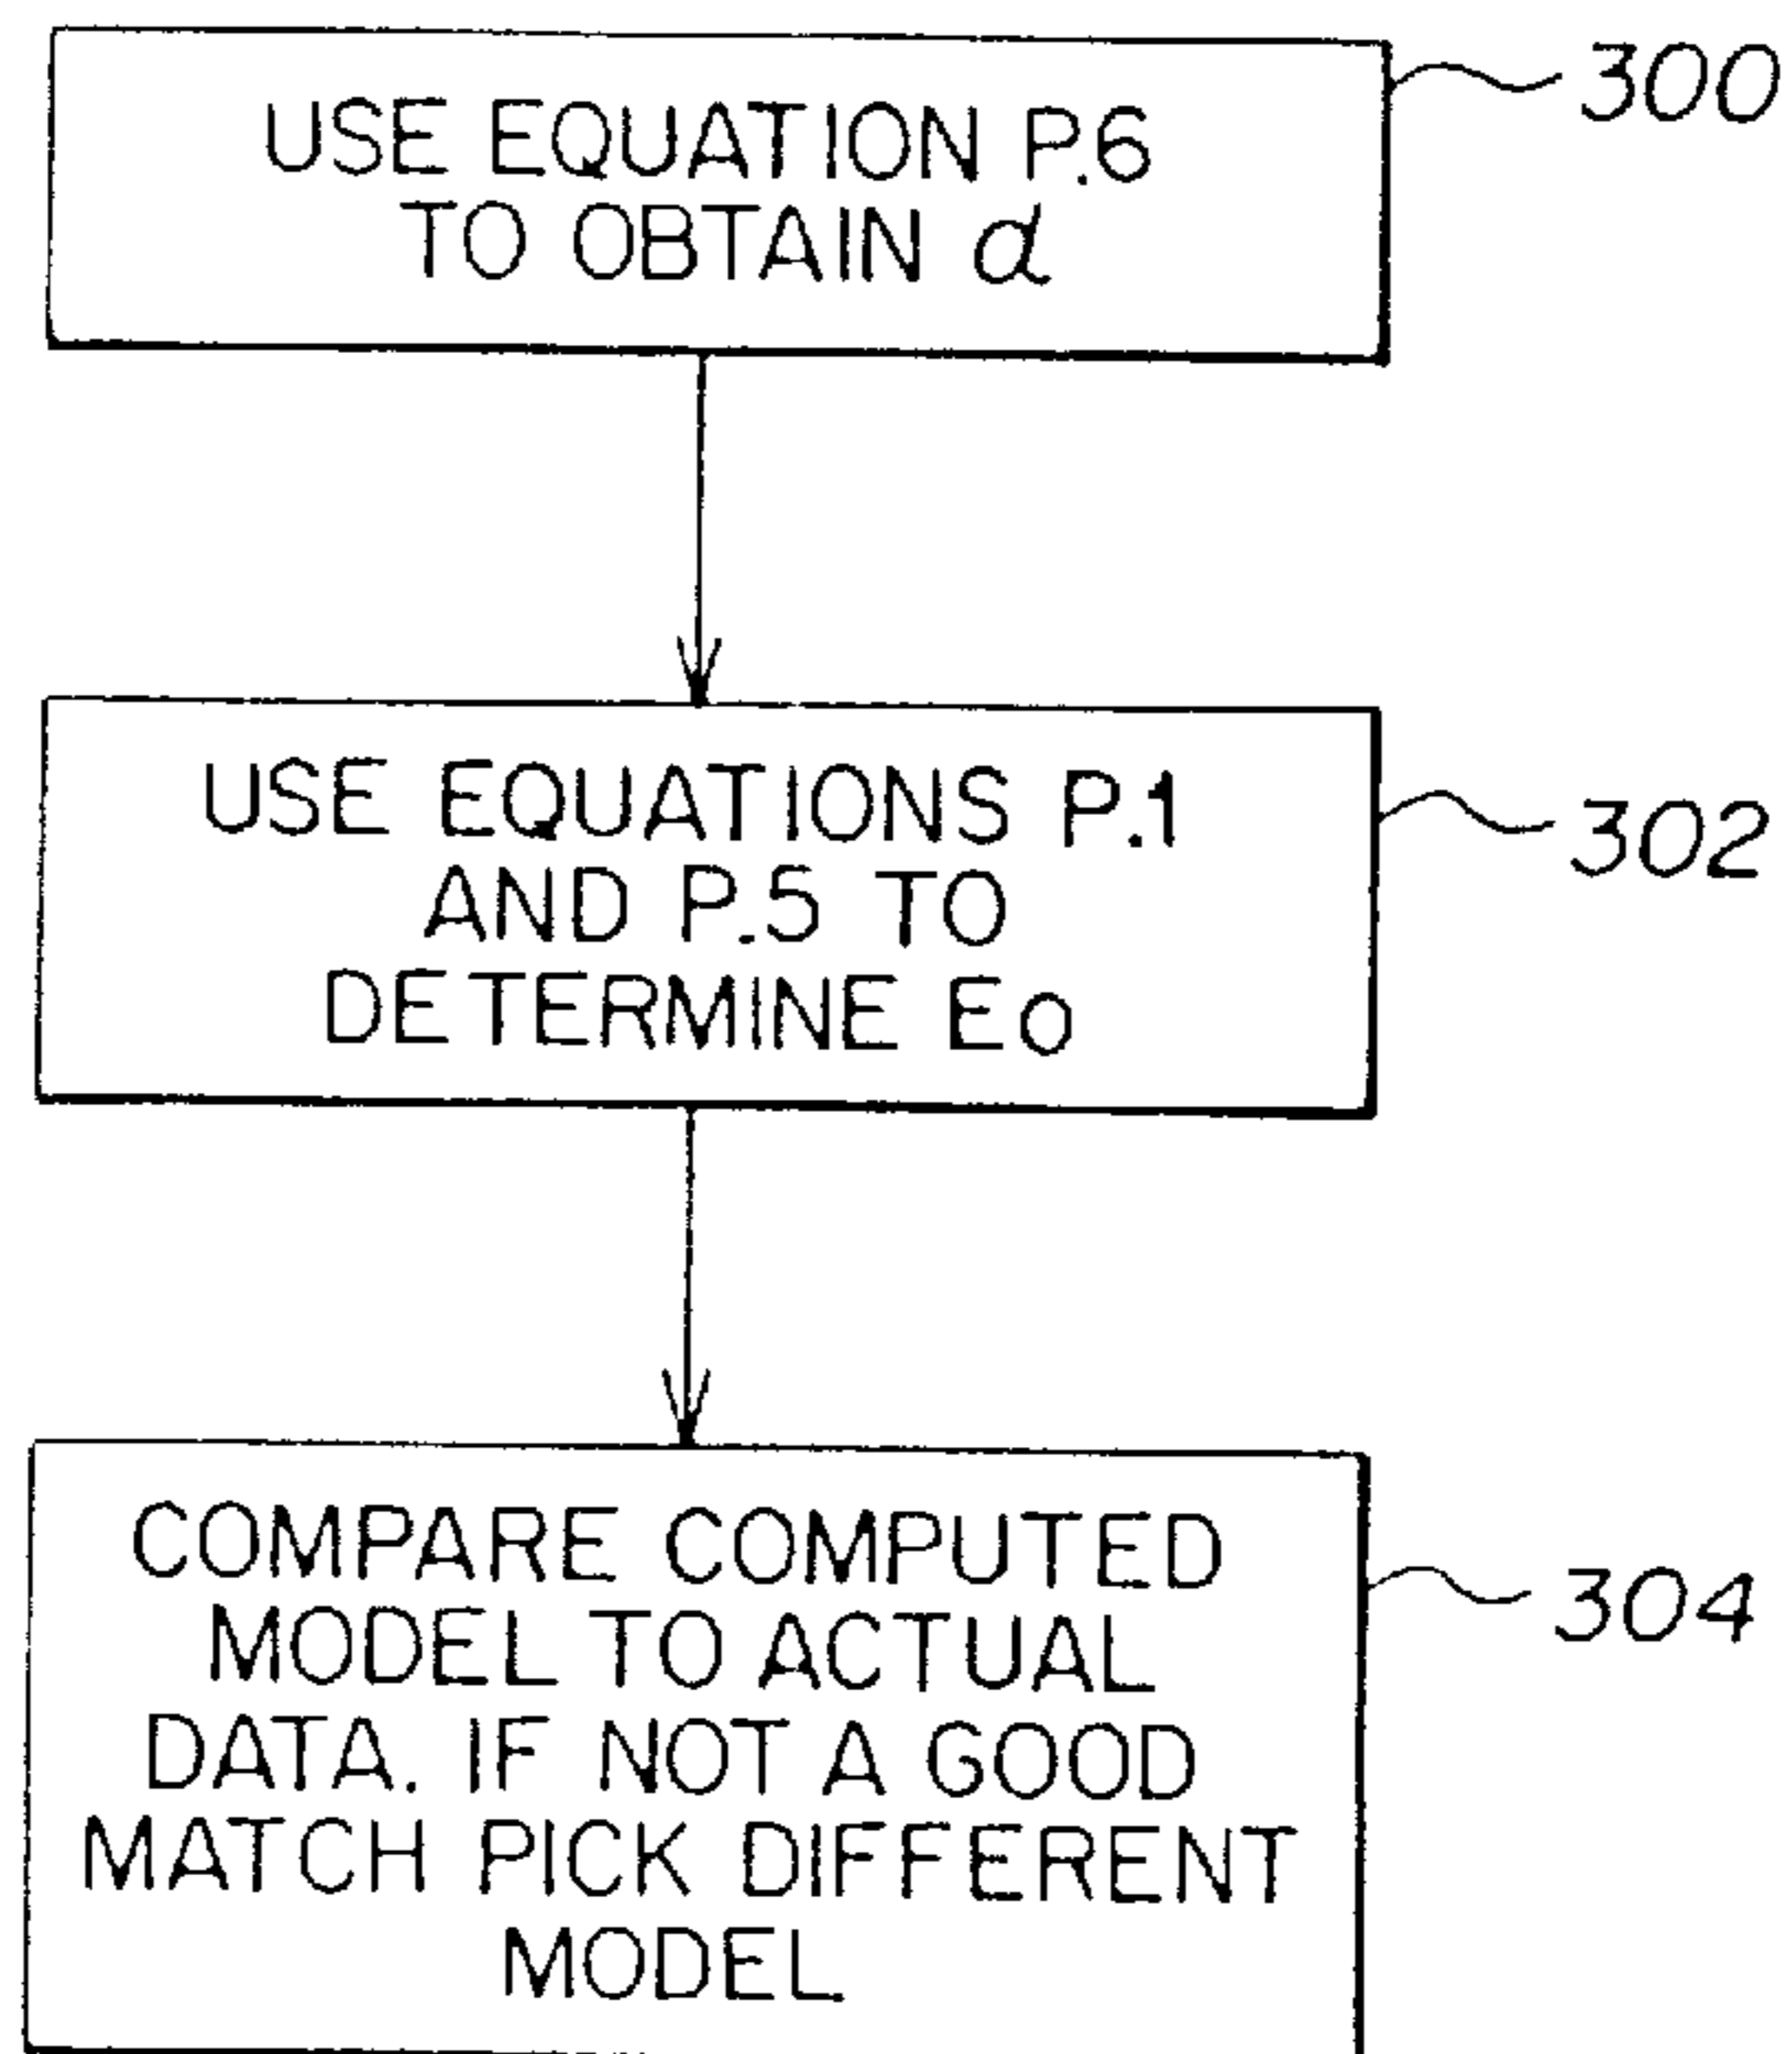 USE EQUATION P.6
TO OBTAIN α
300
USE EQUATIONS P.1
AND P.5 TO
DETERMINE Eo
302
COMPARE COMPUTED
MODEL TO ACTUAL
DATA. IF NOT A GOOD
MATCH PICK DIFFERENT
MODEL
304